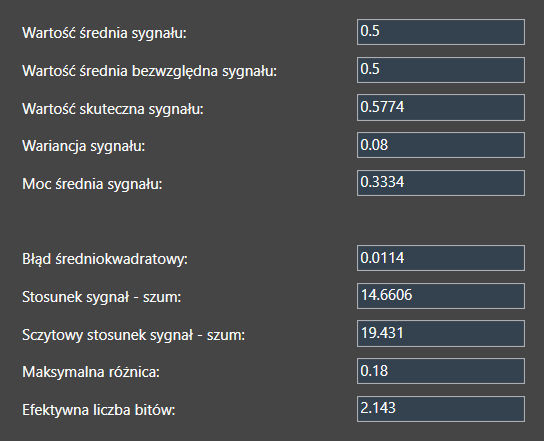 Wartość średnia sygnału: 0.5
Wartość średnia bezwzględna sygnału: 0.5
Wartość skuteczna sygnału: 0.5774
Wariancja sygnału: 0.08
Moc średnia sygnału: 0.3334
Błąd średniokwadratowy: 0.0114
Stosunek sygnał - szum: 14.6606
Sczytowy stosunek sygnał - szum: 19.431
Maksymalna różnica: 0.18
Efektywna liczba bitów: 2.143